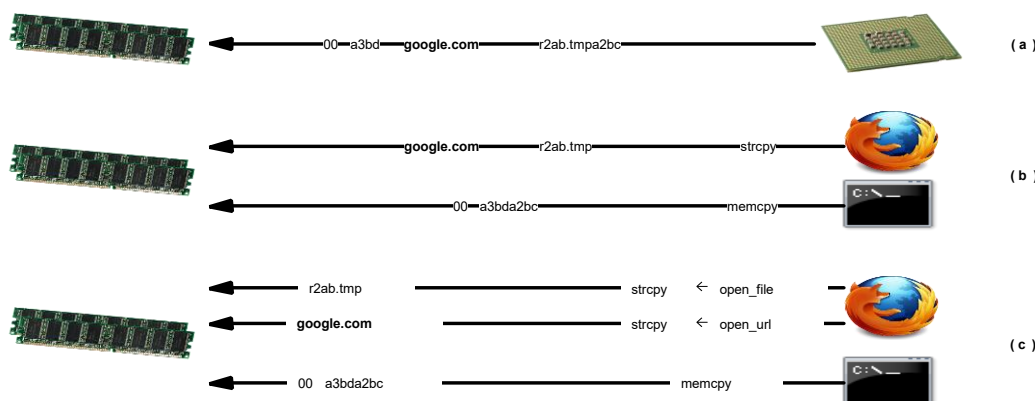 00 a3bd google.com r2ab.tmpa2bc (a)
google.com r2ab.tmp strcpy
(b)
C:\_
00 a3bda2bc memcpy
r2ab.tmp strcpy ← open_file
google.com strcpy ← open_url
(c)
C:\_
00 a3bda2bc memcpy